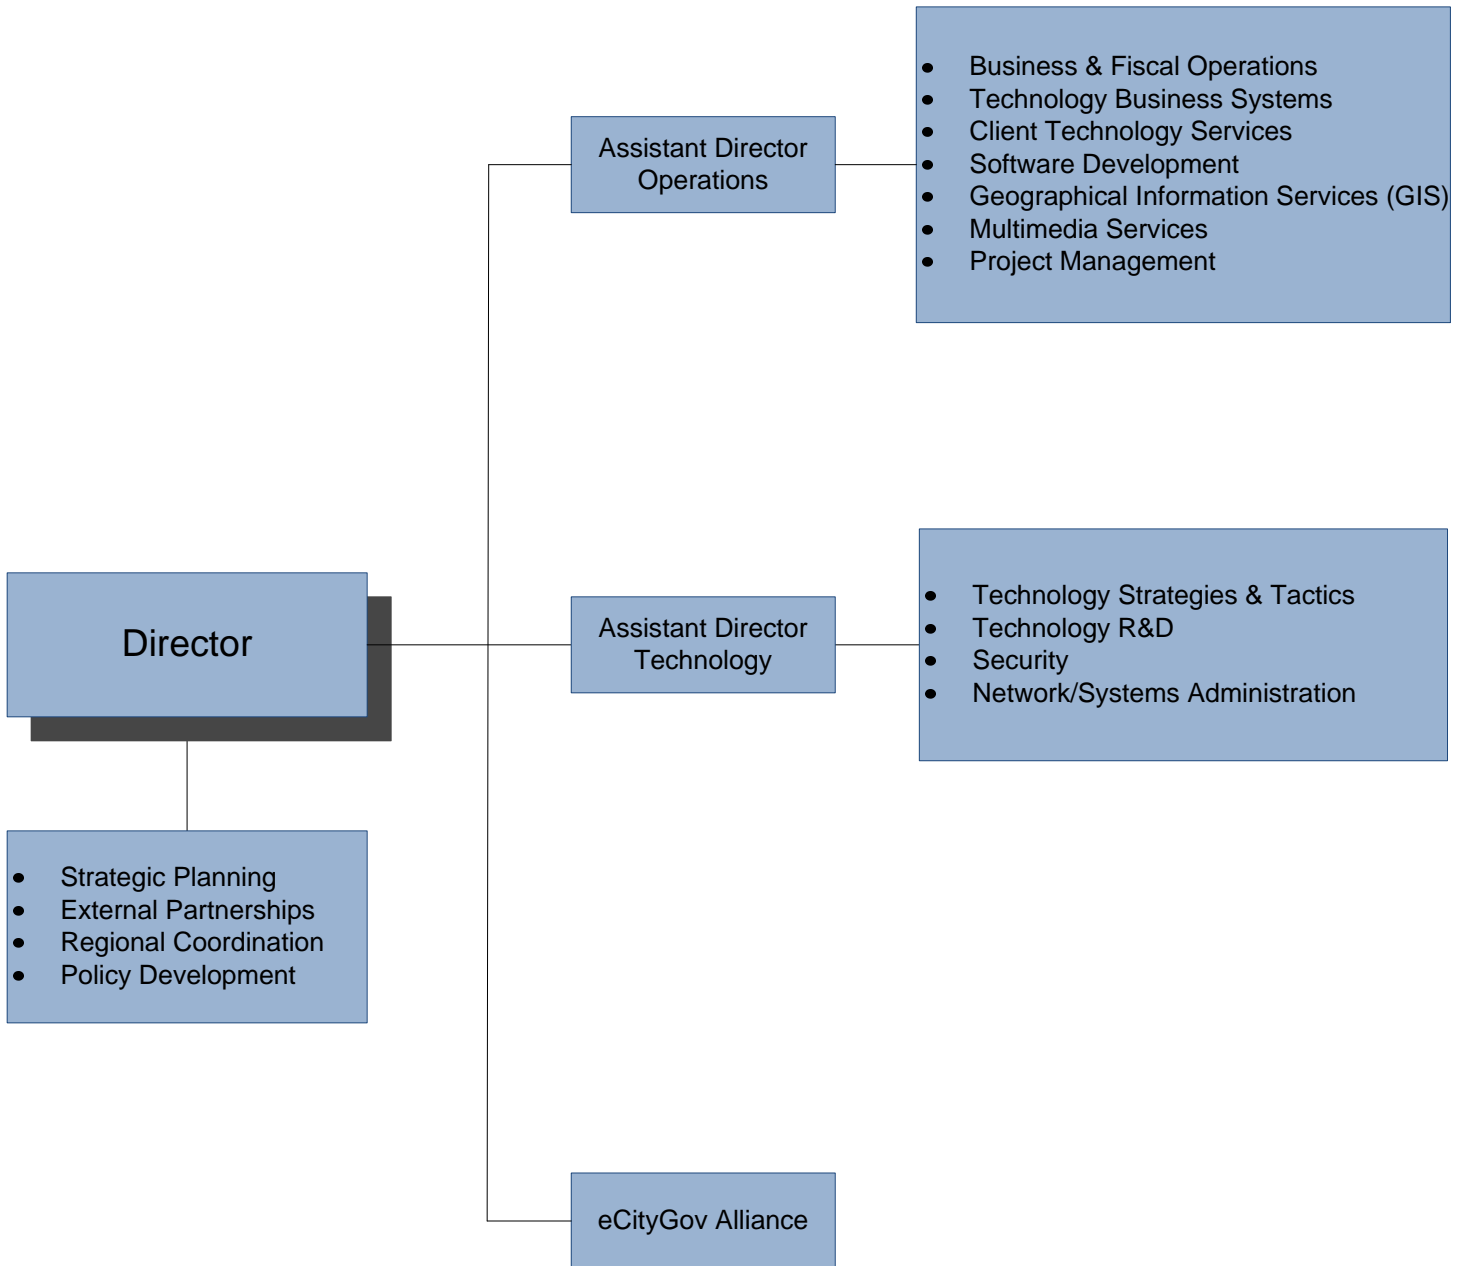 Business & Fiscal Operations
Technology Business Systems
Client Technology Services
Software Development
Geographical Information Services (GIS)
Multimedia Services
Project Management
Assistant Director
Operations
Director
Assistant Director
Technology
Technology Strategies & Tactics
Technology R&D
Security
Network/Systems Administration
Strategic Planning
External Partnerships
Regional Coordination
Policy Development
eCityGov Alliance